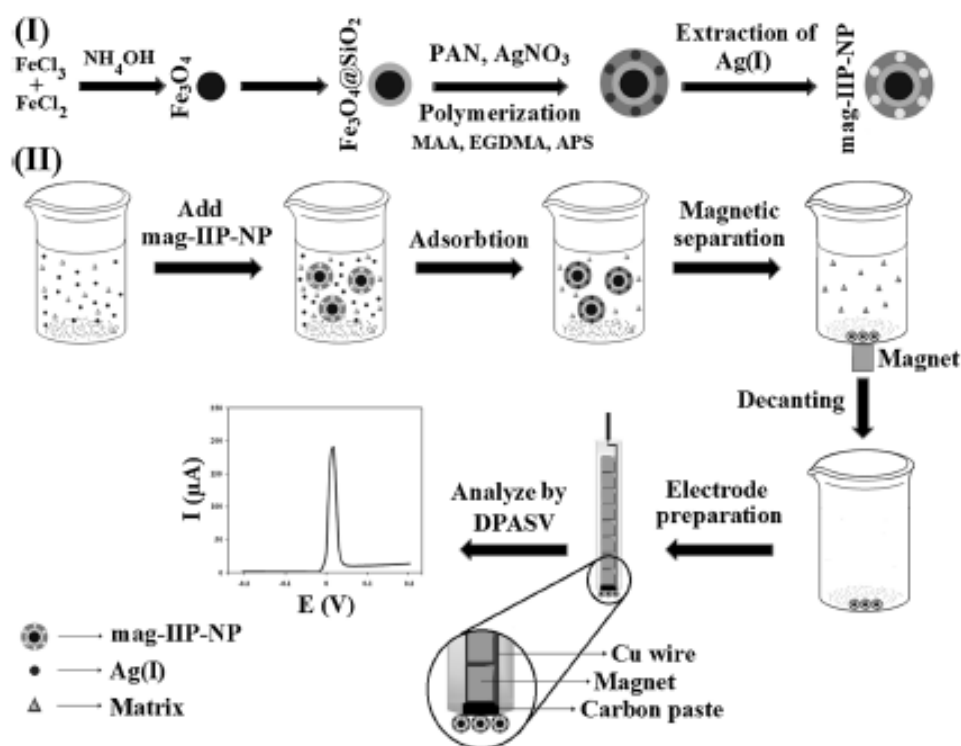 (I)
FeCl3
+
FeCl2
NH4OH
Fe3O4
Fe3O4@SiO2
PAN, AgNO3
Polymerization
MAA, EGDMA, APS
Extraction of
Ag(I)
mag-IIP-NP
(II)
Add
mag-IIP-NP
Adsorbtion
Magnetic
separation
Magnet
Decanting
Electrode
preparation
Analyze by
DPASV
I (µA)
E (V)
mag-IIP-NP
Ag(I)
Matrix
Cu wire
Magnet
Carbon paste